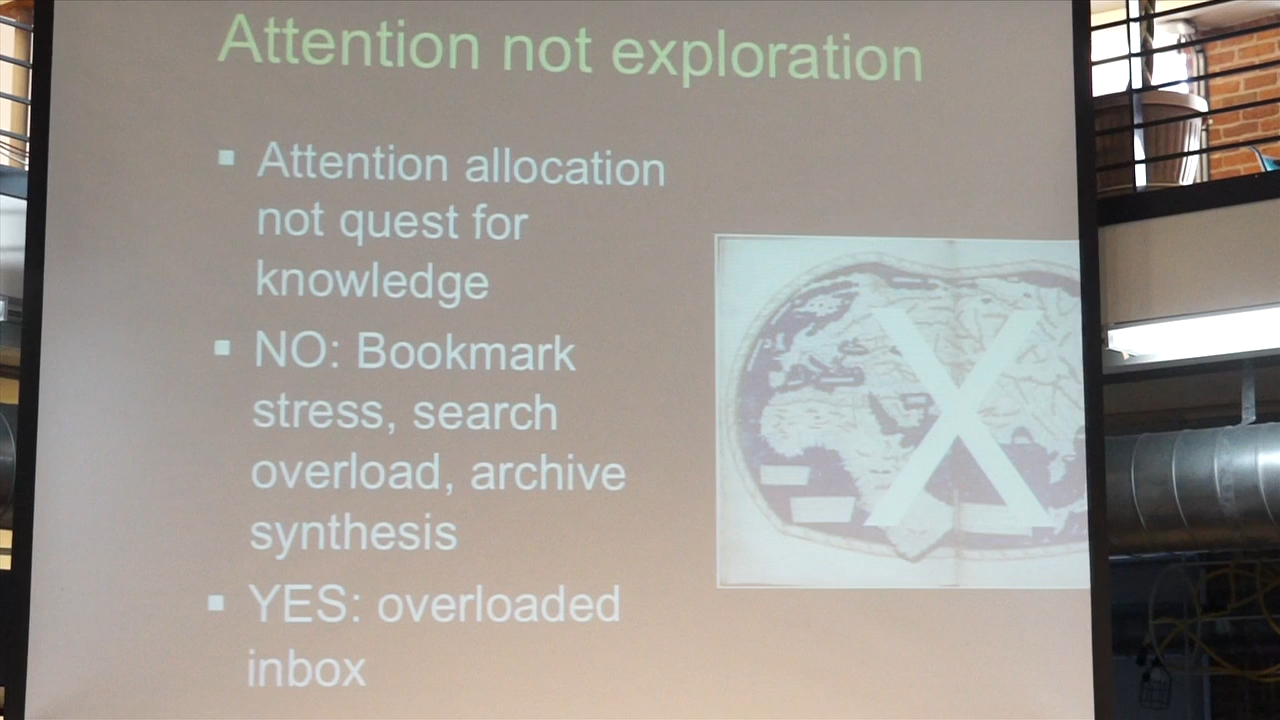 Attention not exploration
▪ Attention allocation
not quest for
knowledge
▪ NO: Bookmark
stress, search
overload, archive
synthesis
▪ YES: overloaded
inbox